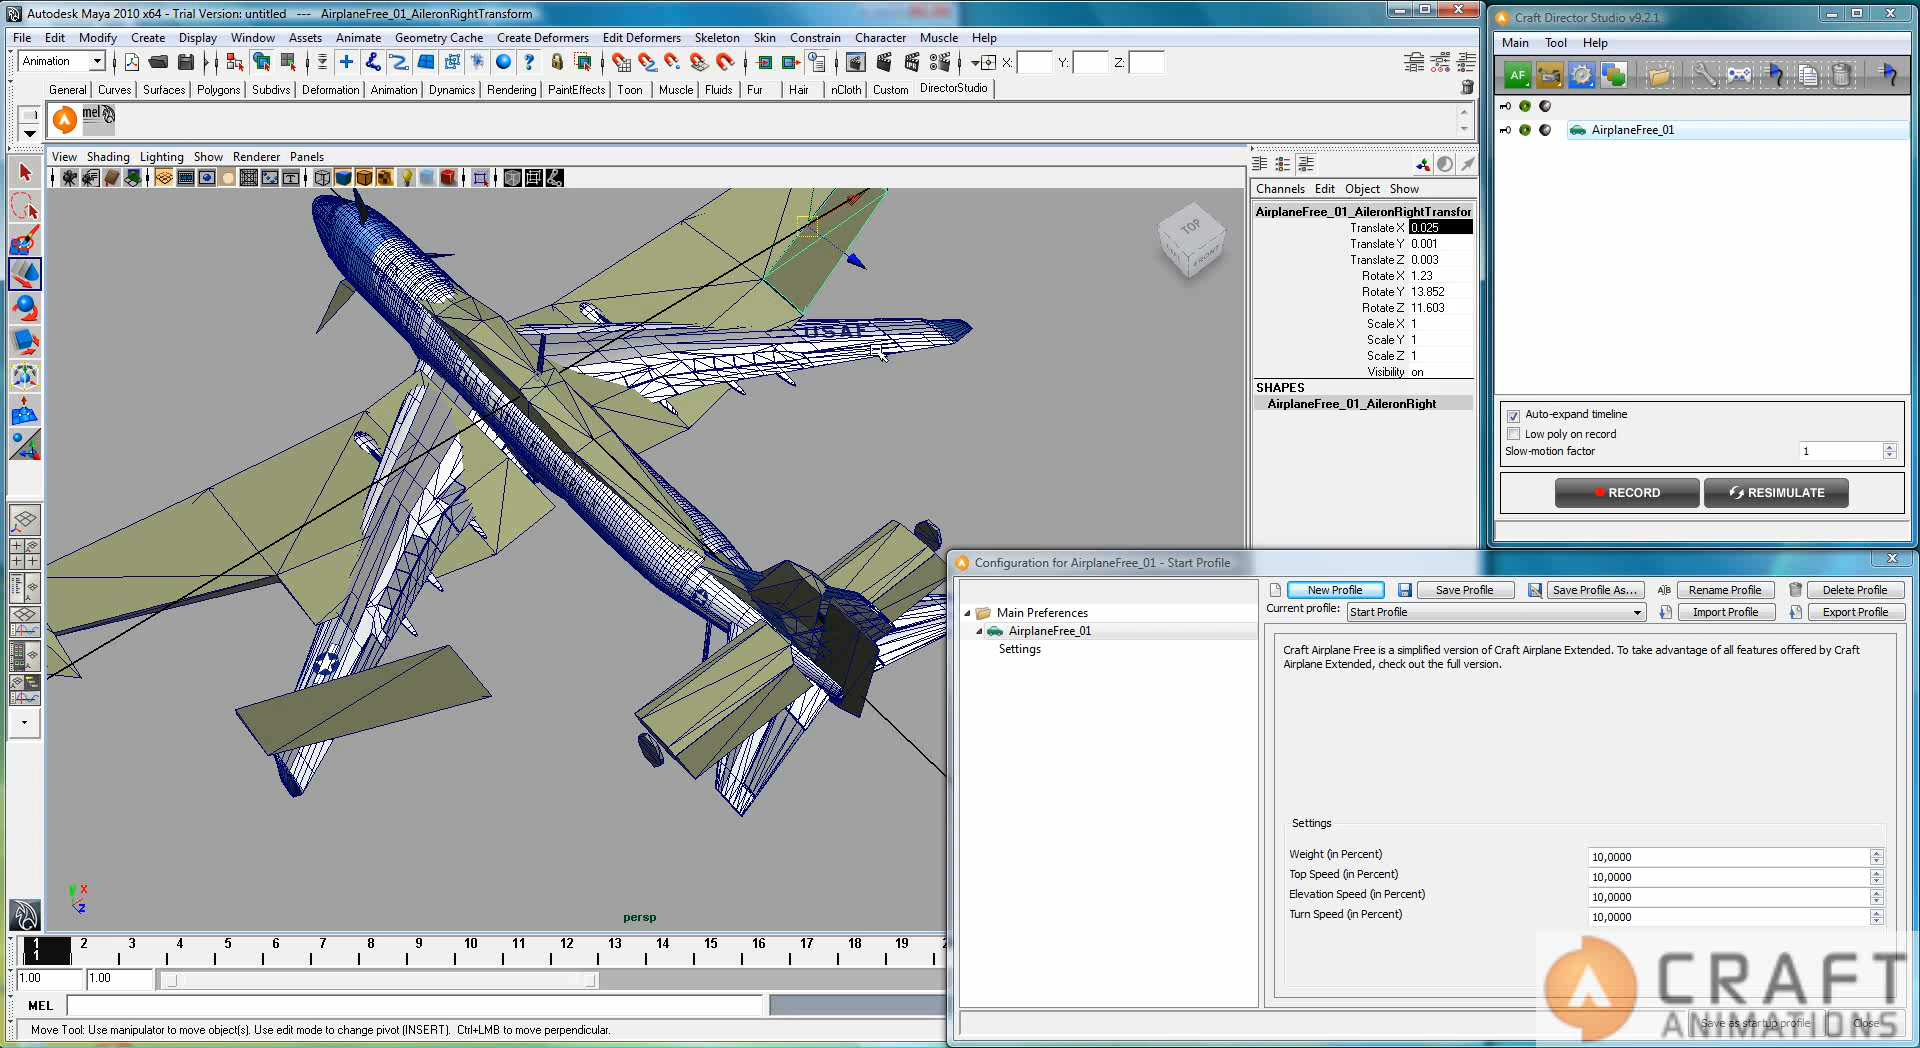 Autodesk Maya 2010 x64 - Trial Version: untitled --- AirplaneFree_01_AileronRightTransform
File Edit Modify Create Display Window Assets Animate Geometry Cache Create Deformers Edit Deformers Skeleton Skin Constrain Character Muscle Help
Animation X: Y: Z:
General Curves Surfaces Polygons Subdivs Deformation Animation Dynamics Rendering PaintEffects Toon Muscle Fluids Fur Hair nCloth Custom DirectorStudio
mel
View Shading Lighting Show Renderer Panels
TOP
FRONT
USAF
persp
Y X
Z
Channels Edit Object Show
AirplaneFree_01_AileronRightTransfor
Translate X 0.025
Translate Y 0.001
Translate Z 0.003
Rotate X 1.23
Rotate Y 13.852
Rotate Z 11.603
Scale X 1
Scale Y 1
Scale Z 1
Visibility on
SHAPES
AirplaneFree_01_AileronRight
Craft Director Studio v9.2.1
Main Tool Help
AF
AirplaneFree_01
Auto-expand timeline
Low poly on record
Slow-motion factor 1
RECORD RESIMULATE
Configuration for AirplaneFree_01 - Start Profile
Main Preferences
AirplaneFree_01
Settings
New Profile Save Profile Save Profile As... Rename Profile Delete Profile
Current profile: Start Profile Import Profile Export Profile
Craft Airplane Free is a simplified version of Craft Airplane Extended. To take advantage of all features offered by Craft
Airplane Extended, check out the full version.
Settings
Weight (in Percent) 10,0000
Top Speed (in Percent) 10,0000
Elevation Speed (in Percent) 10,0000
Turn Speed (in Percent) 10,0000
Save as startup profile Close
CRAFT
ANIMATIONS
1 2 3 4 5 6 7 8 9 10 11 12 13 14 15 16 17 18 19 2
1
1.00 1.00
MEL
Move Tool: Use manipulator to move object(s). Use edit mode to change pivot (INSERT). Ctrl+LMB to move perpendicular.